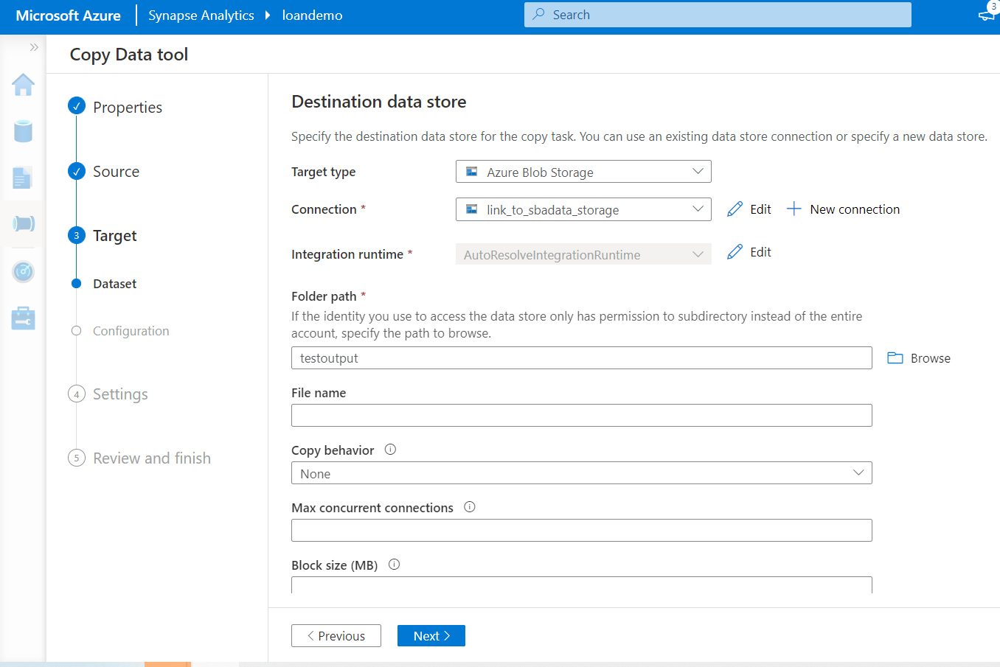 Microsoft Azure
Synapse Analytics
loandemo
Search
3
Copy Data tool
Properties
Source
3
Target
Dataset
Configuration
4
Settings
5
Review and finish
Destination data store
Specify the destination data store for the copy task. You can use an existing data store connection or specify a new data store.
Target type
Azure Blob Storage
Connection *
link_to_sbadata_storage
Edit
New connection
Integration runtime *
AutoResolveIntegrationRuntime
Edit
Folder path *
If the identity you use to access the data store only has permission to subdirectory instead of the entire
account, specify the path to browse.
testoutput
Browse
File name
Copy behavior
None
Max concurrent connections
Block size (MB)
Previous
Next